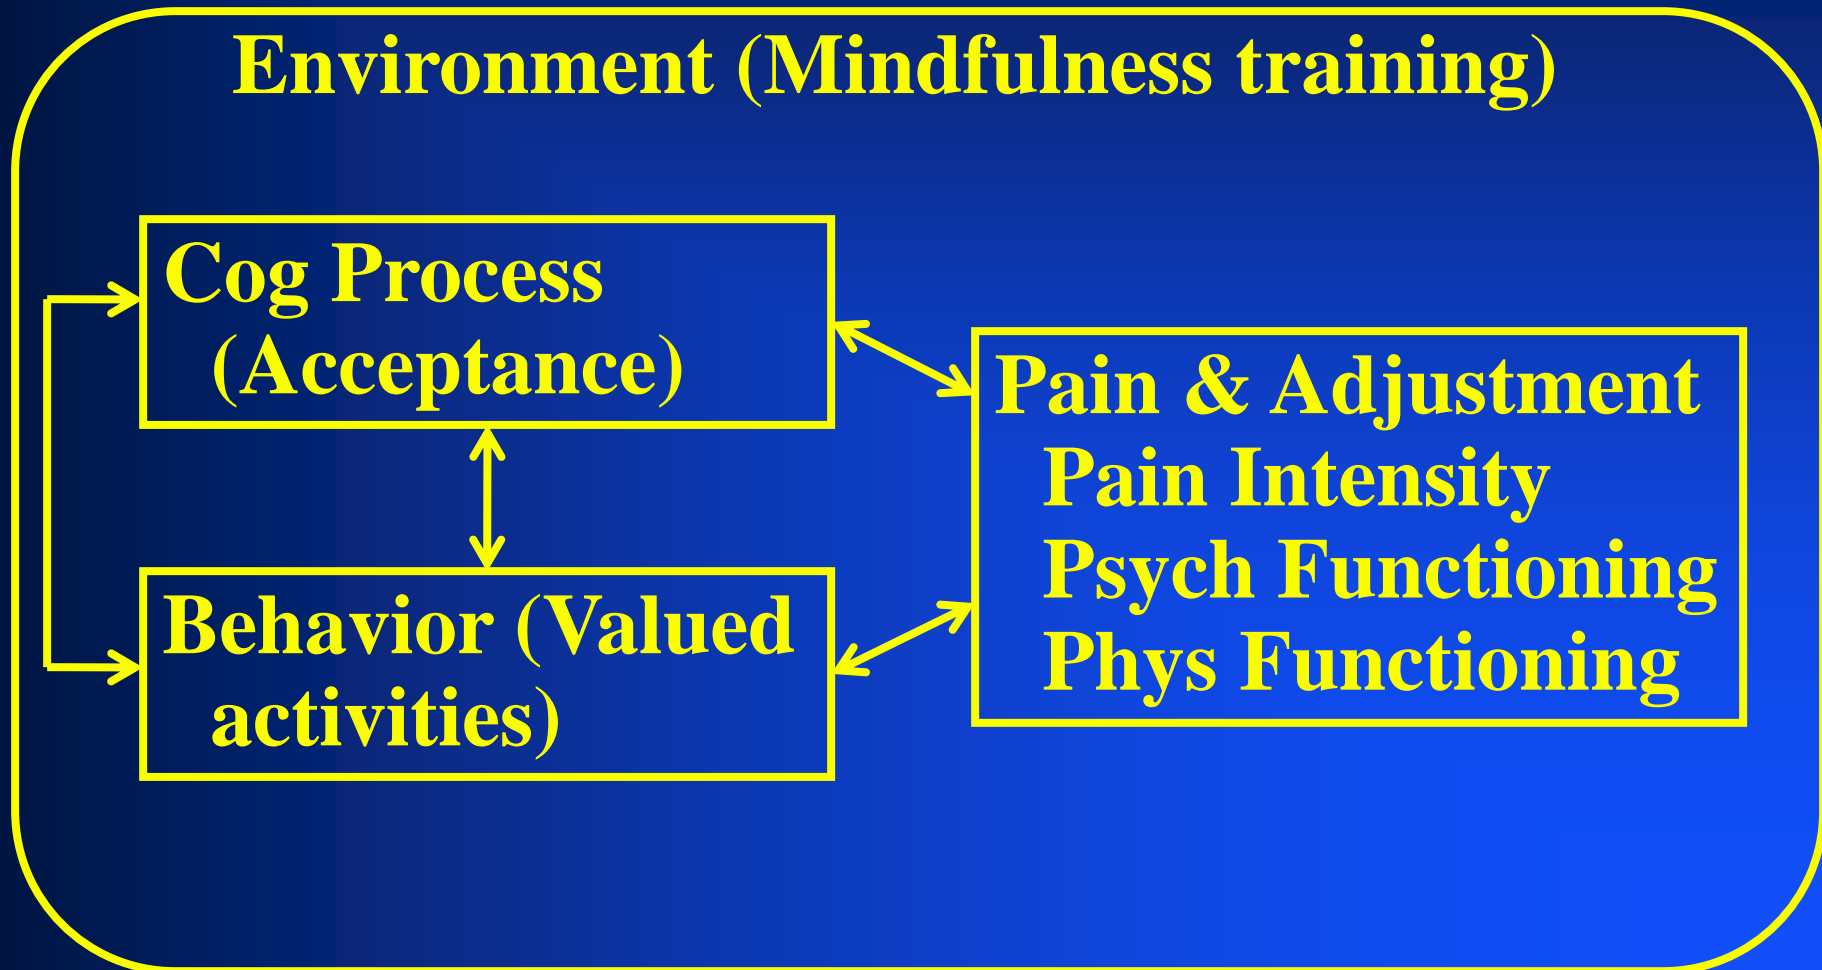 Environment (Mindfulness training)
Cog Process
(Acceptance)
Pain & Adjustment
Pain Intensity
Psych Functioning
Phys Functioning
Behavior (Valued
activities)